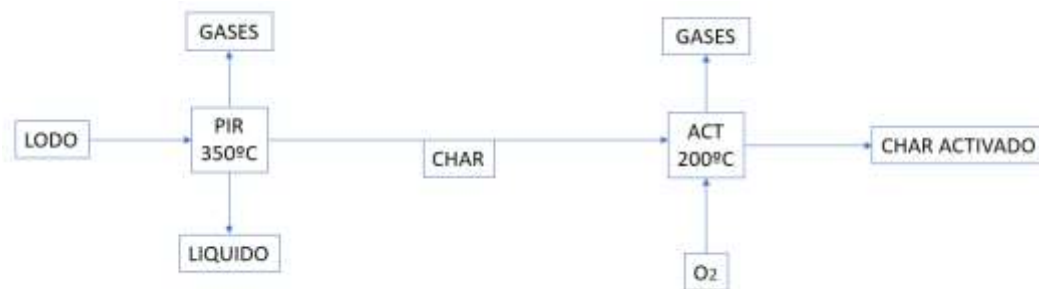 GASES
GASES
LODO
PIR
350ºC
CHAR
ACT
200ºC
CHAR ACTIVADO
LIQUIDO
O2